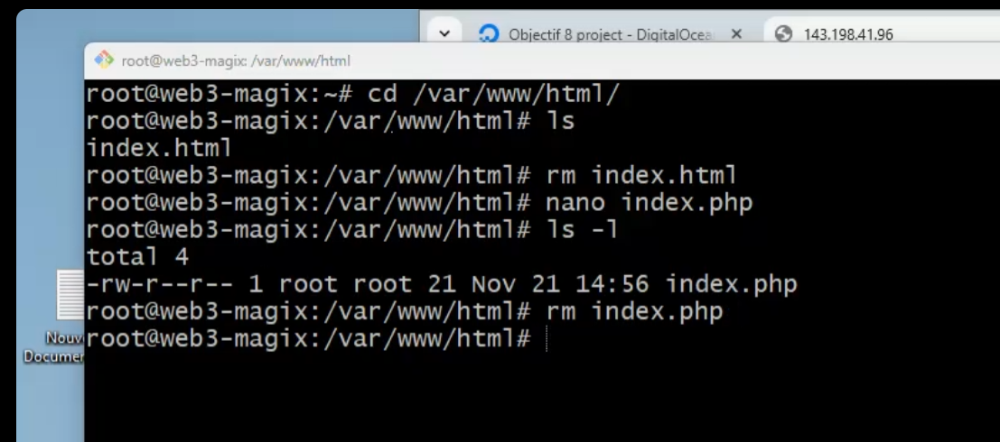 Objectif 8 project - DigitalOcea
143.198.41.96
root@web3-magix: /var/www/html
root@web3-magix:~# cd /var/www/html/
root@web3-magix:/var/www/html# ls
index.html
root@web3-magix:/var/www/html# rm index.html
root@web3-magix:/var/www/html# nano index.php
root@web3-magix:/var/www/html# ls -l
total 4
-rw-r--r-- 1 root root 21 Nov 21 14:56 index.php
root@web3-magix:/var/www/html# rm index.php
root@web3-magix:/var/www/html#
Nouv
Documen